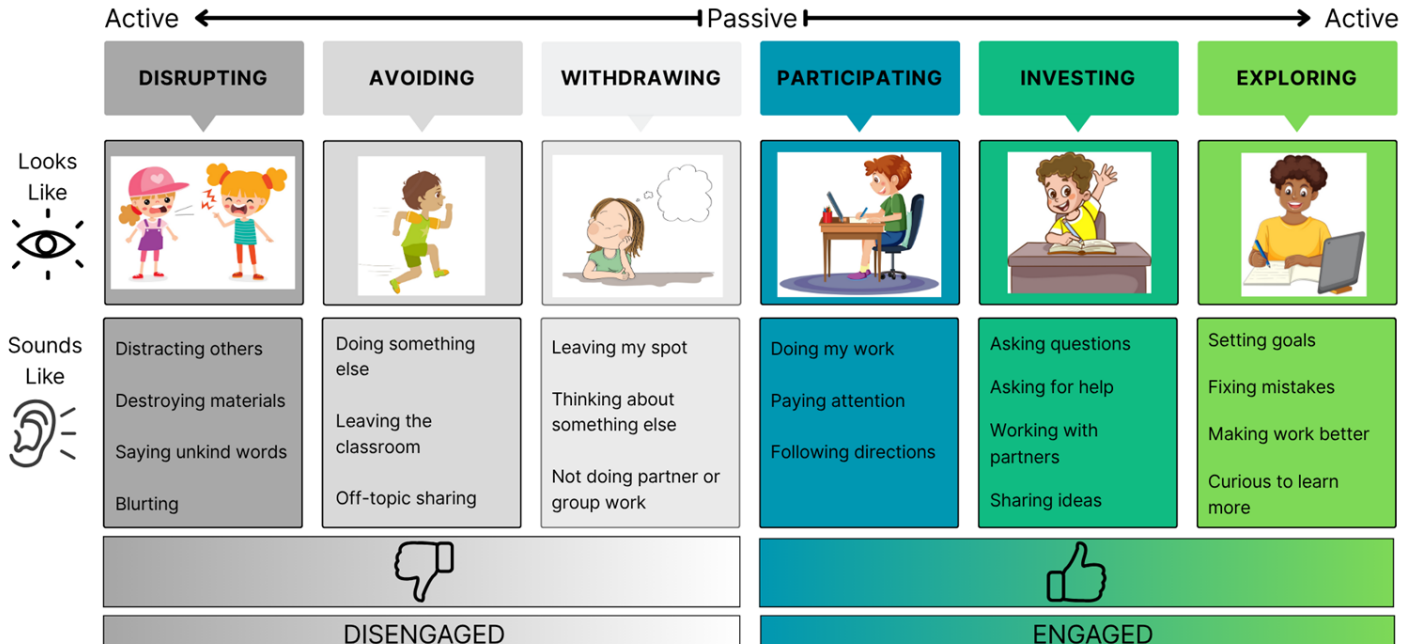 Active Passive Active
DISRUPTING AVOIDING WITHDRAWING PARTICIPATING INVESTING EXPLORING
Looks
Like
Sounds
Like
Distracting others
Destroying materials
Saying unkind words
Blurting
Doing something
else
Leaving the
classroom
Off-topic sharing
Leaving my spot
Thinking about
something else
Not doing partner or
group work
Doing my work
Paying attention
Following directions
Asking questions
Asking for help
Working with
partners
Sharing ideas
Setting goals
Fixing mistakes
Making work better
Curious to learn
more
DISENGAGED ENGAGED